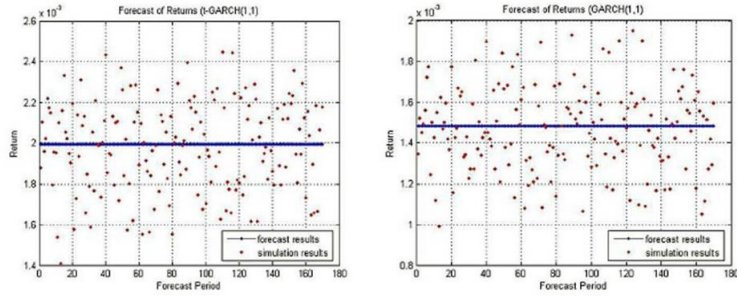 Forecast of Returns (t-GARCH(1,1)
x 10⁻³
2.6
2.4
2.2
2
1.8
1.6
1.4
Return
0 20 40 60 80 100 120 140 160 180
Forecast Period
forecast results
simulation results
Forecast of Returns (GARCH(1,1)
x 10⁻³
2
1.8
1.6
1.4
1.2
1
0.8
Return
0 20 40 60 80 100 120 140 160 180
Forecast Period
forecast results
simulation results